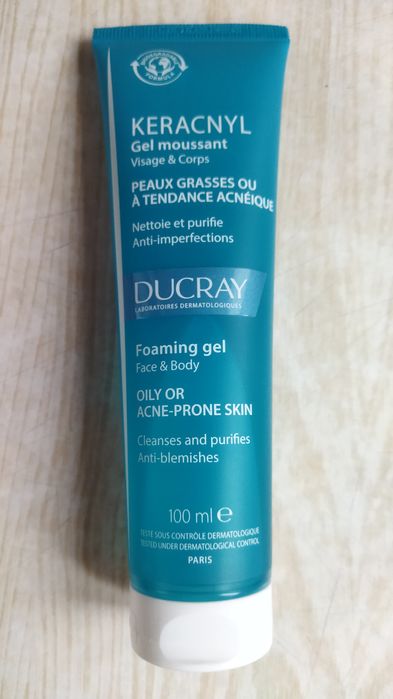 BIODEGRADABLE
FORMULA
KERACNYL
Gel moussant
Visage & Corps
PEAUX GRASSES OU
À TENDANCE ACNÉIQUE
Nettoie et purifie
Anti-imperfections
DUCRAY
LABORATOIRES DERMATOLOGIQUES
Foaming gel
Face & Body
OILY OR
ACNE-PRONE SKIN
Cleanses and purifies
Anti-blemishes
100 ml e
TESTÉ SOUS CONTRÔLE DERMATOLOGIQUE
TESTED UNDER DERMATOLOGICAL CONTROL
PARIS